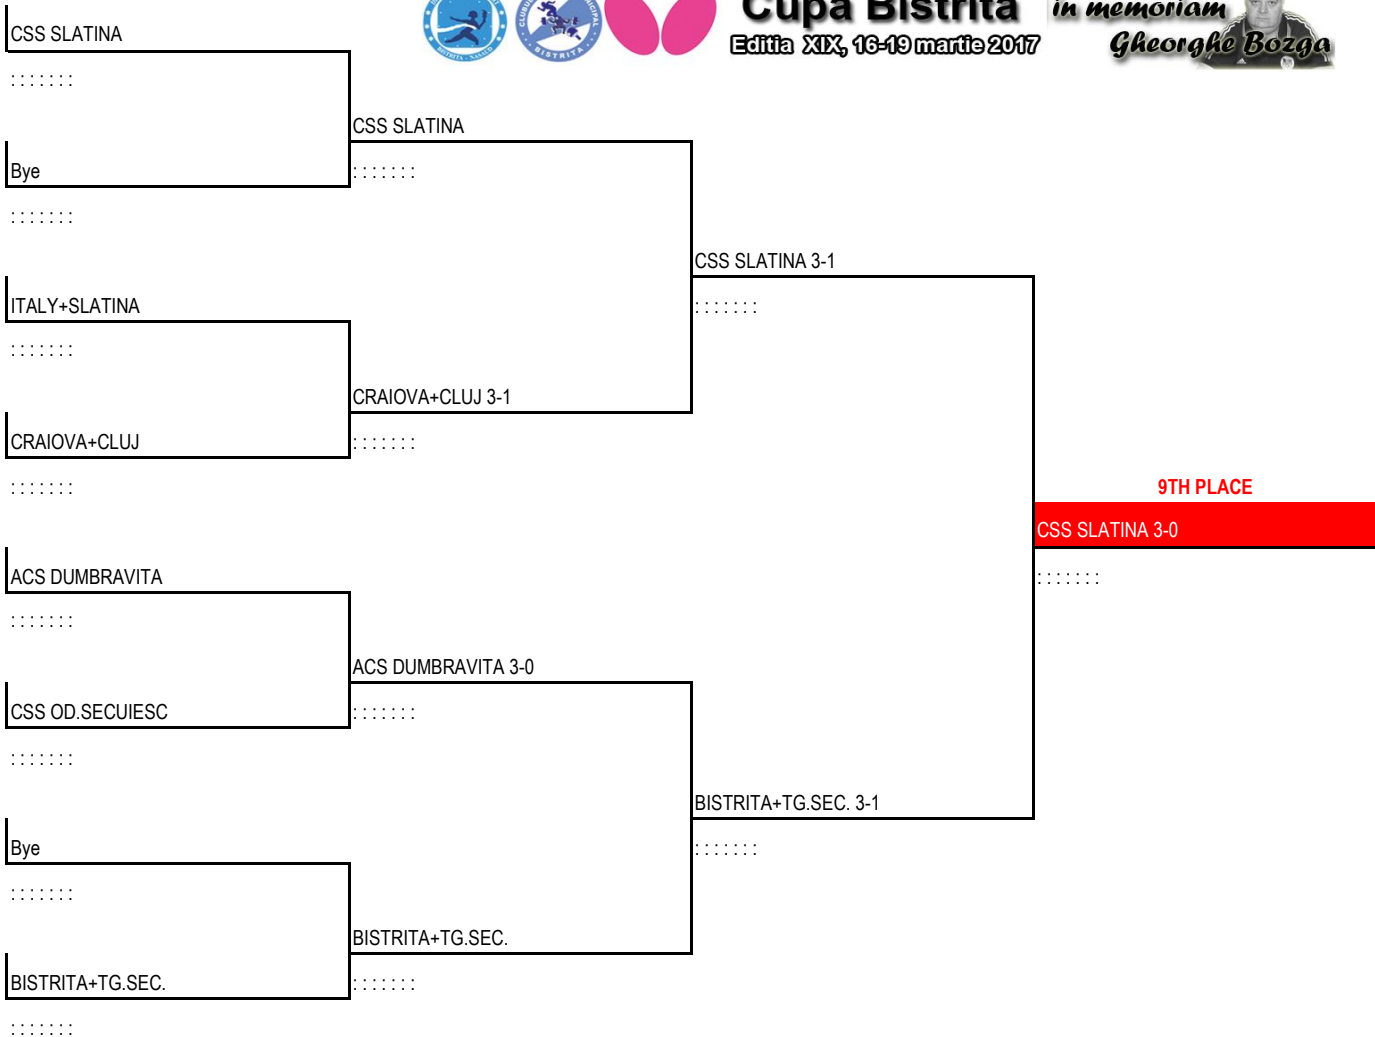 Cupa Bistrita
in memoriam
Editia XIX, 16-19 martie 2017
Gheorghe Bozga
CSS SLATINA
: : : : : : :
CSS SLATINA
Bye
: : : : : : :
: : : : : : :
CSS SLATINA 3-1
ITALY+SLATINA
: : : : : : :
: : : : : : :
CRAIOVA+CLUJ 3-1
CRAIOVA+CLUJ
: : : : : : :
: : : : : : :
9TH PLACE
CSS SLATINA 3-0
ACS DUMBRAVITA
: : : : : : :
: : : : : : :
ACS DUMBRAVITA 3-0
CSS OD.SECUIESC
: : : : : : :
: : : : : : :
BISTRITA+TG.SEC. 3-1
Bye
: : : : : : :
: : : : : : :
BISTRITA+TG.SEC.
BISTRITA+TG.SEC.
: : : : : : :
: : : : : : :